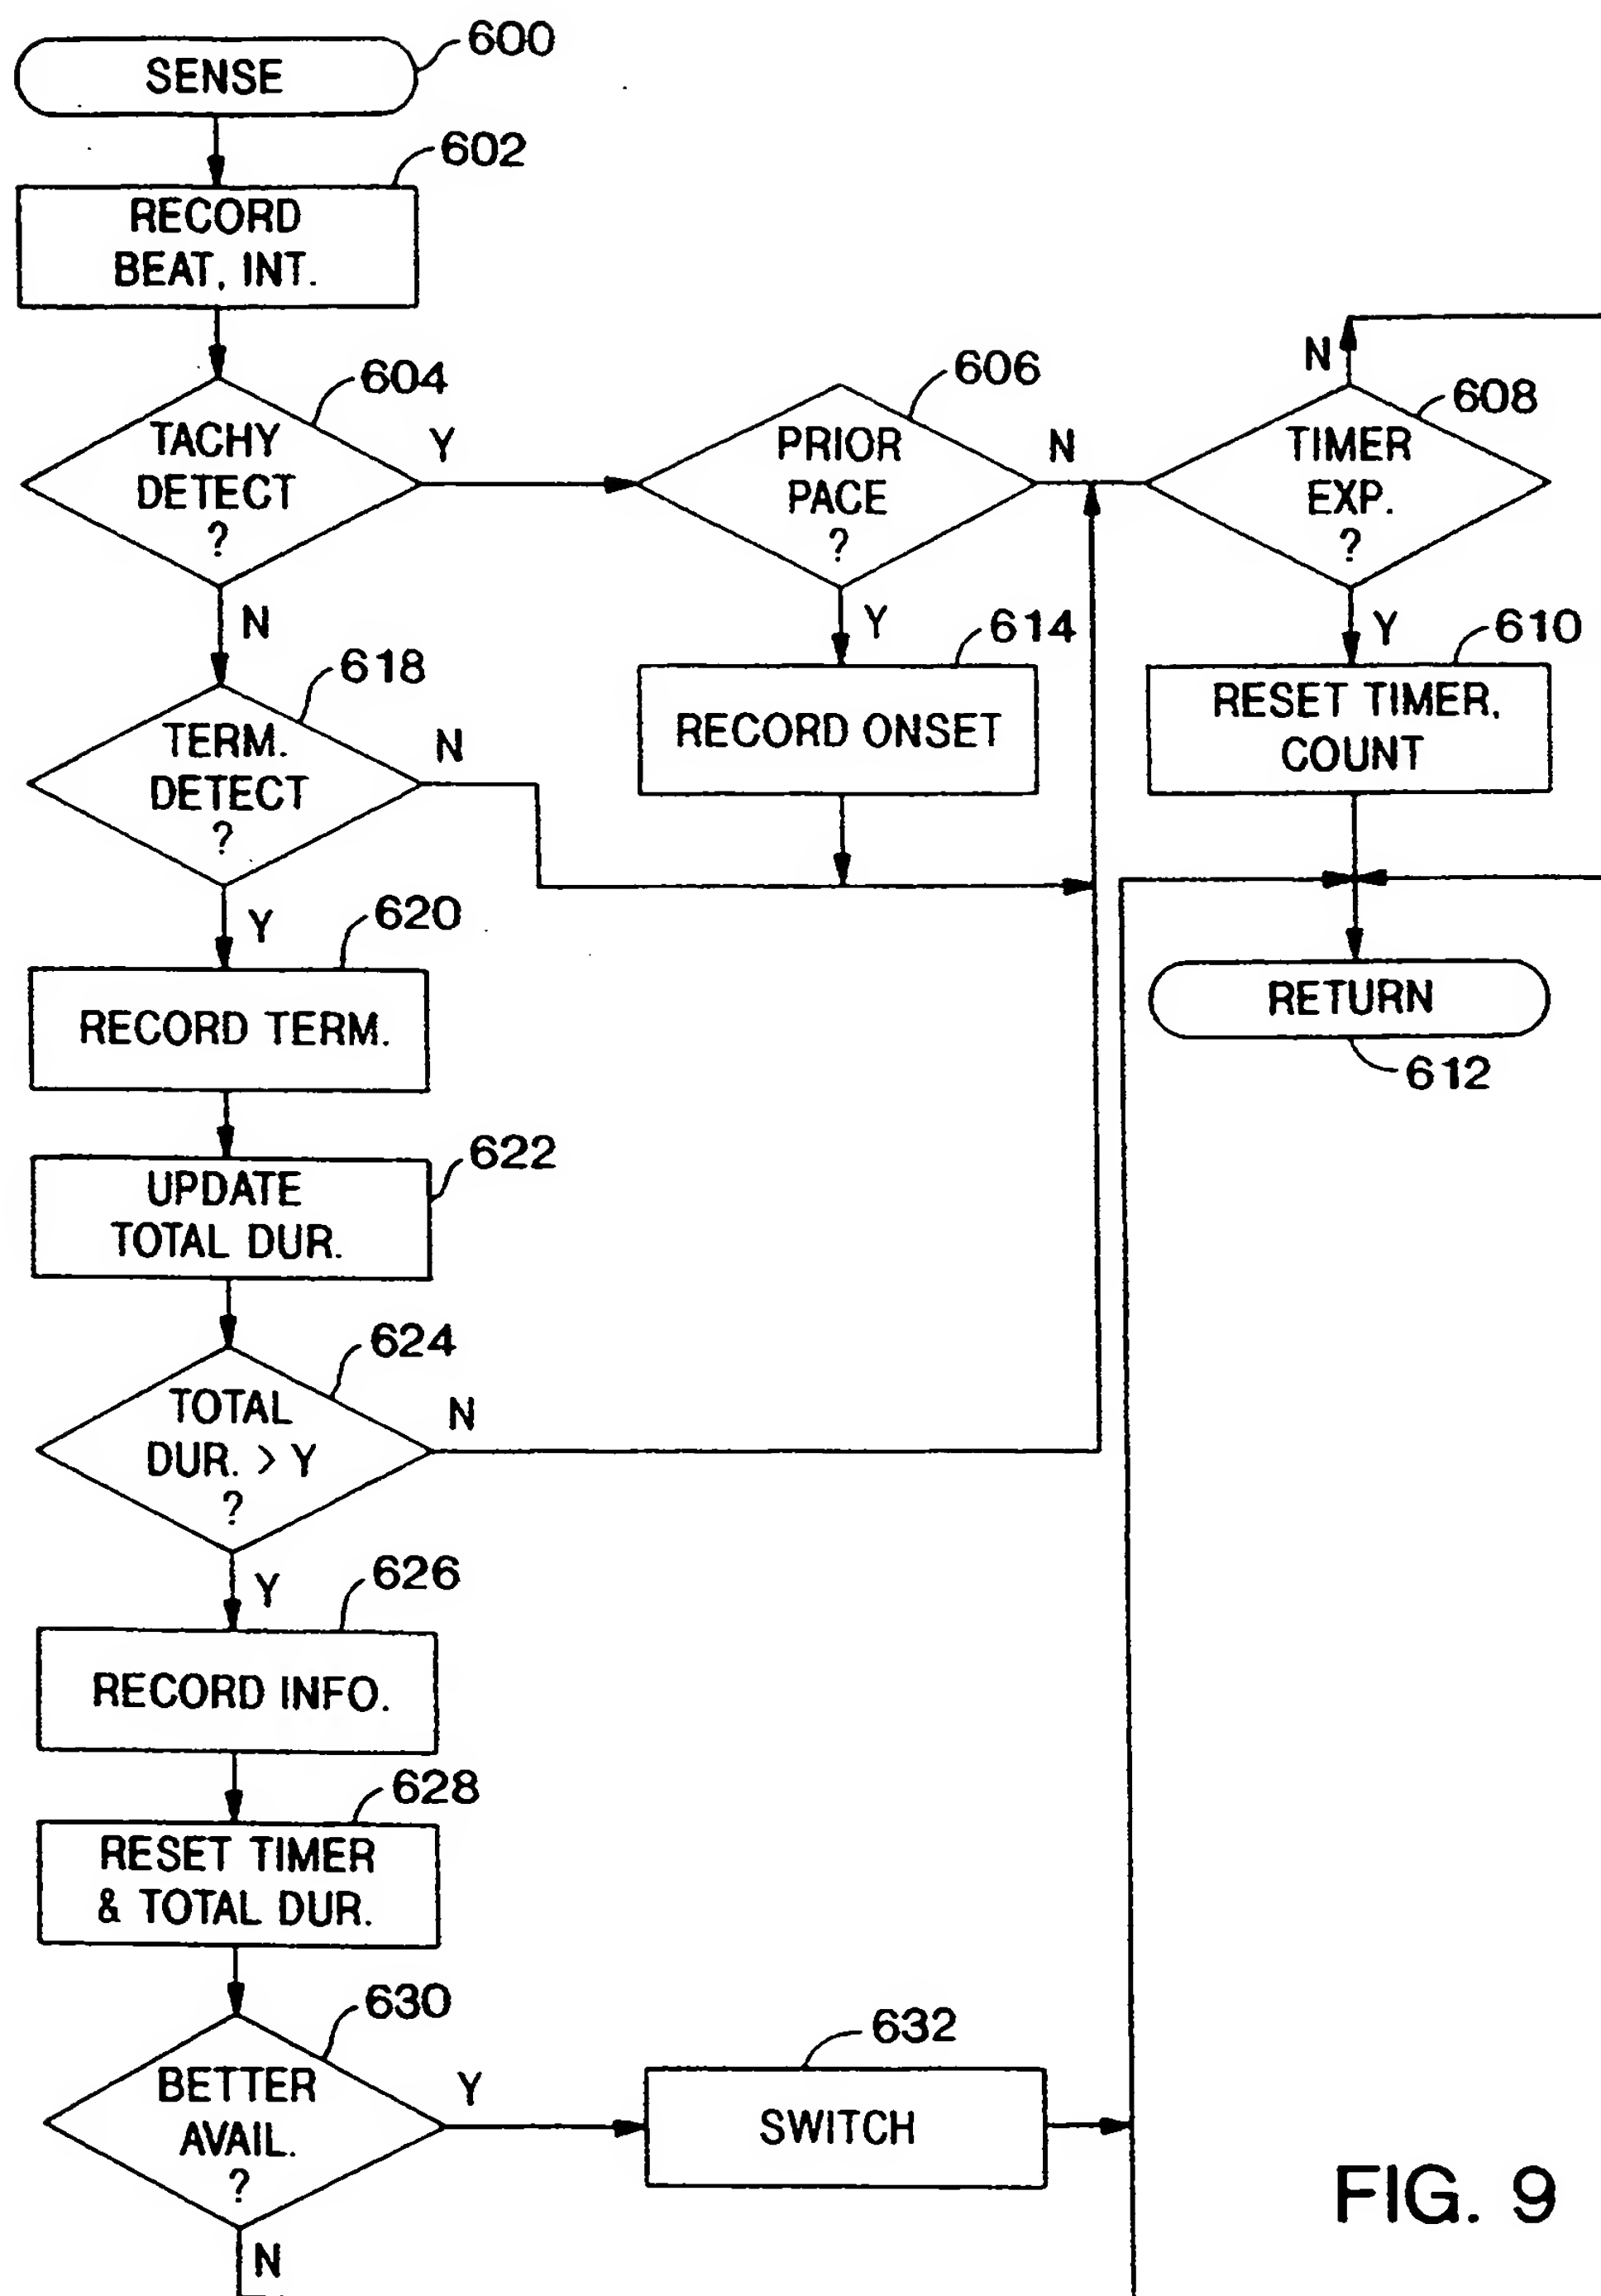 SENSE
600
602
RECORD
BEAT, INT.
604
TACHY
DETECT
?
Y
N
606
PRIOR
PACE
?
N
Y
608
N
TIMER
EXP.
?
Y
610
RESET TIMER,
COUNT
614
RECORD ONSET
618
TERM.
DETECT
?
N
Y
RETURN
612
620
RECORD TERM.
622
UPDATE
TOTAL DUR.
624
TOTAL
DUR. > Y
?
N
Y
626
RECORD INFO.
628
RESET TIMER
& TOTAL DUR.
630
BETTER
AVAIL.
?
Y
N
632
SWITCH
FIG. 9